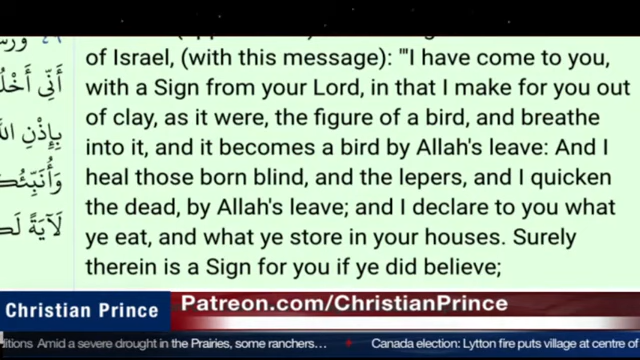 of Israel, (with this message): "'I have come to you,
with a Sign from your Lord, in that I make for you out
of clay, as it were, the figure of a bird, and breathe
into it, and it becomes a bird by Allah's leave: And I
heal those born blind, and the lepers, and I quicken
the dead, by Allah's leave; and I declare to you what
ye eat, and what ye store in your houses. Surely
therein is a Sign for you if ye did believe;
٤٩
أَنِّي
بِإِذْنِ
لَآيَةً
Christian Prince
Patreon.com/ChristianPrince
Amid a severe drought in the Prairies, some ranchers... Canada election: Lytton fire puts village at centre of